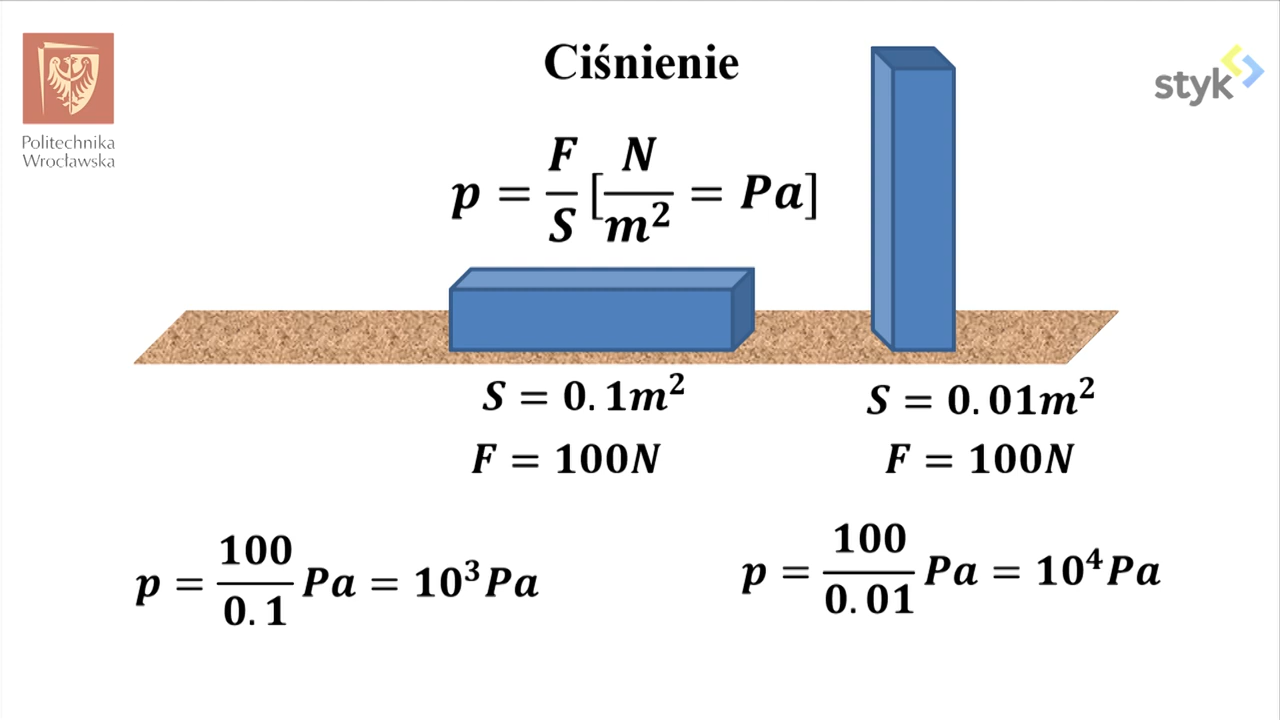 Ciśnienie
Politechnika
Wrocławska
styk
p = F/S [N/m² = Pa]
S = 0.1m²
F = 100N
S = 0.01m²
F = 100N
p = 100/0.1 Pa = 10³Pa
p = 100/0.01 Pa = 10⁴Pa